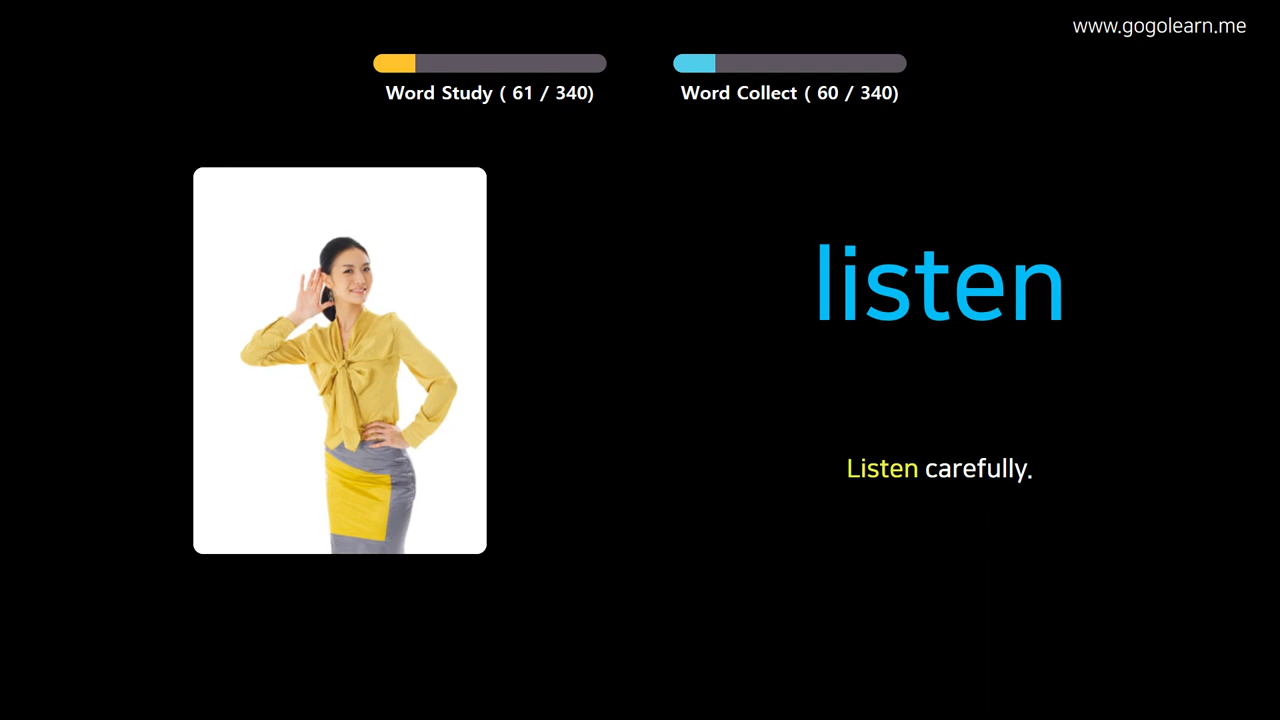 www.gogolearn.me
Word Study ( 61 / 340)
Word Collect ( 60 / 340)
listen
Listen carefully.